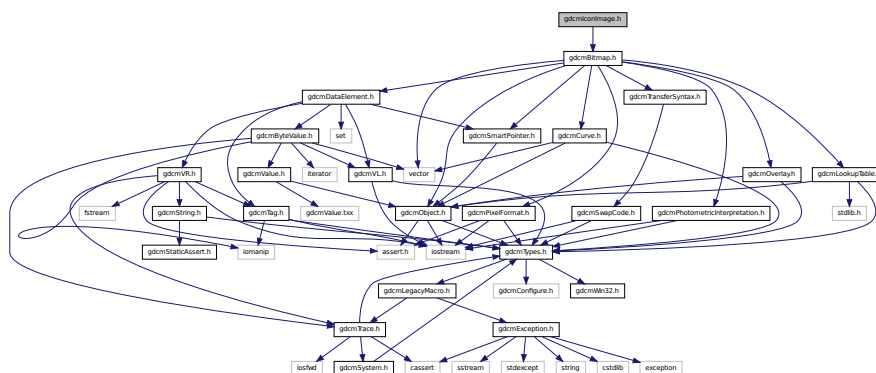 gdcmIconImage.h
gdcmBitmap.h
gdcmDataElement.h
gdcmTransferSyntax.h
gdcmByteValue.h
set
gdcmSmartPointer.h
gdcmCurve.h
gdcmVR.h
gdcmValue.h
iterator
gdcmVL.h
vector
gdcmOverlay.h
gdcmLookupTable.
fstream
gdcmString.h
gdcmTag.h
gdcmValue.txx
gdcmObject.h
gdcmPixelFormat.h
gdcmSwapCode.h
gdcmPhotometricInterpretation.h
stdlib.h
gdcmStaticAssert.h
iomanip
assert.h
iostream
gdcmTypes.h
gdcmLegacyMacro.h
gdcmConfigure.h
gdcmWin32.h
gdcmTrace.h
gdcmException.h
iosfwd
gdcmSystem.h
cassert
sstream
stdexcept
string
cstdlib
exception